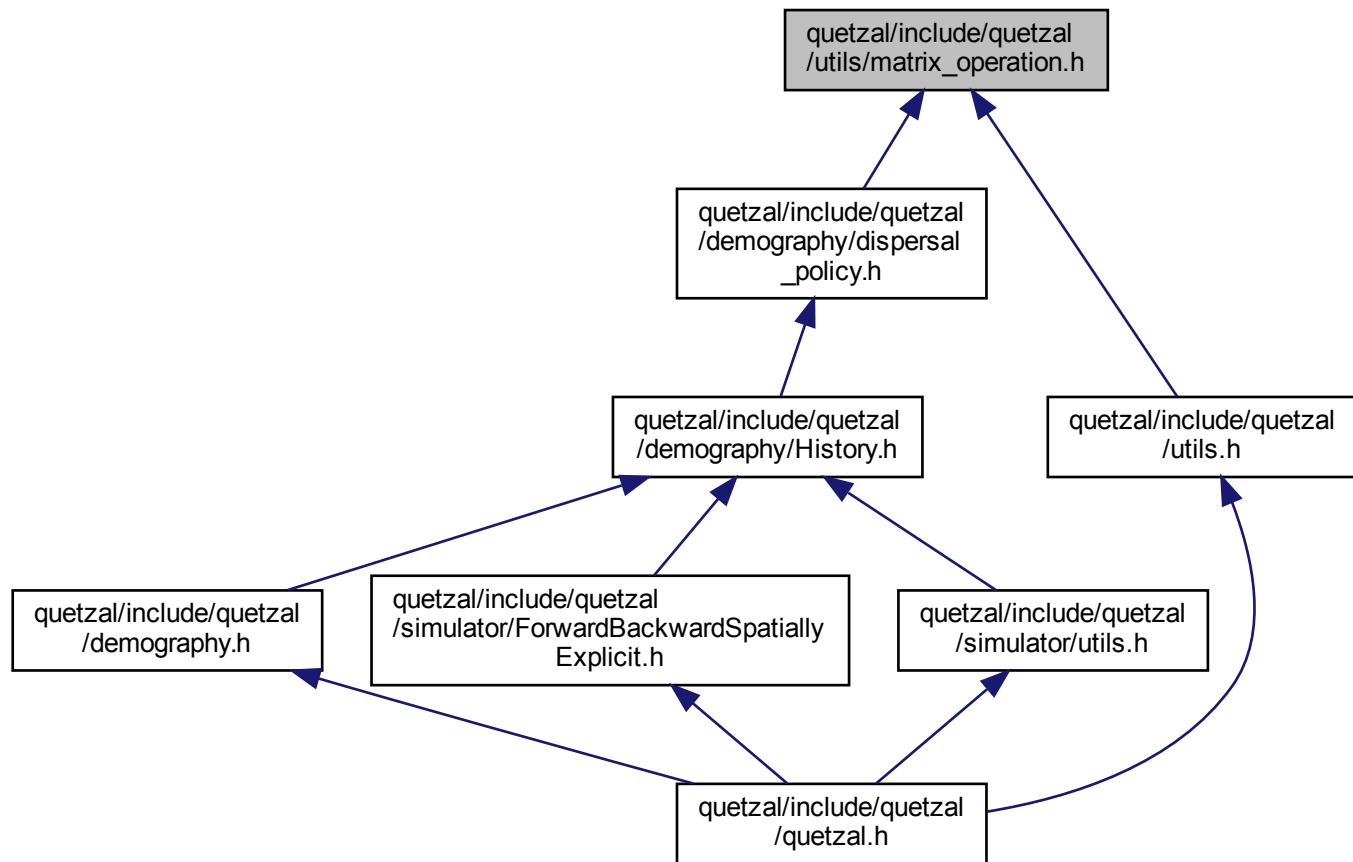 quetzal/include/quetzal
/utils/matrix_operation.h
quetzal/include/quetzal
/demography/dispersal
_policy.h
quetzal/include/quetzal
/demography/History.h
quetzal/include/quetzal
/utils.h
quetzal/include/quetzal
/demography.h
quetzal/include/quetzal
/simulator/ForwardBackwardSpatially
Explicit.h
quetzal/include/quetzal
/simulator/utils.h
quetzal/include/quetzal
/quetzal.h